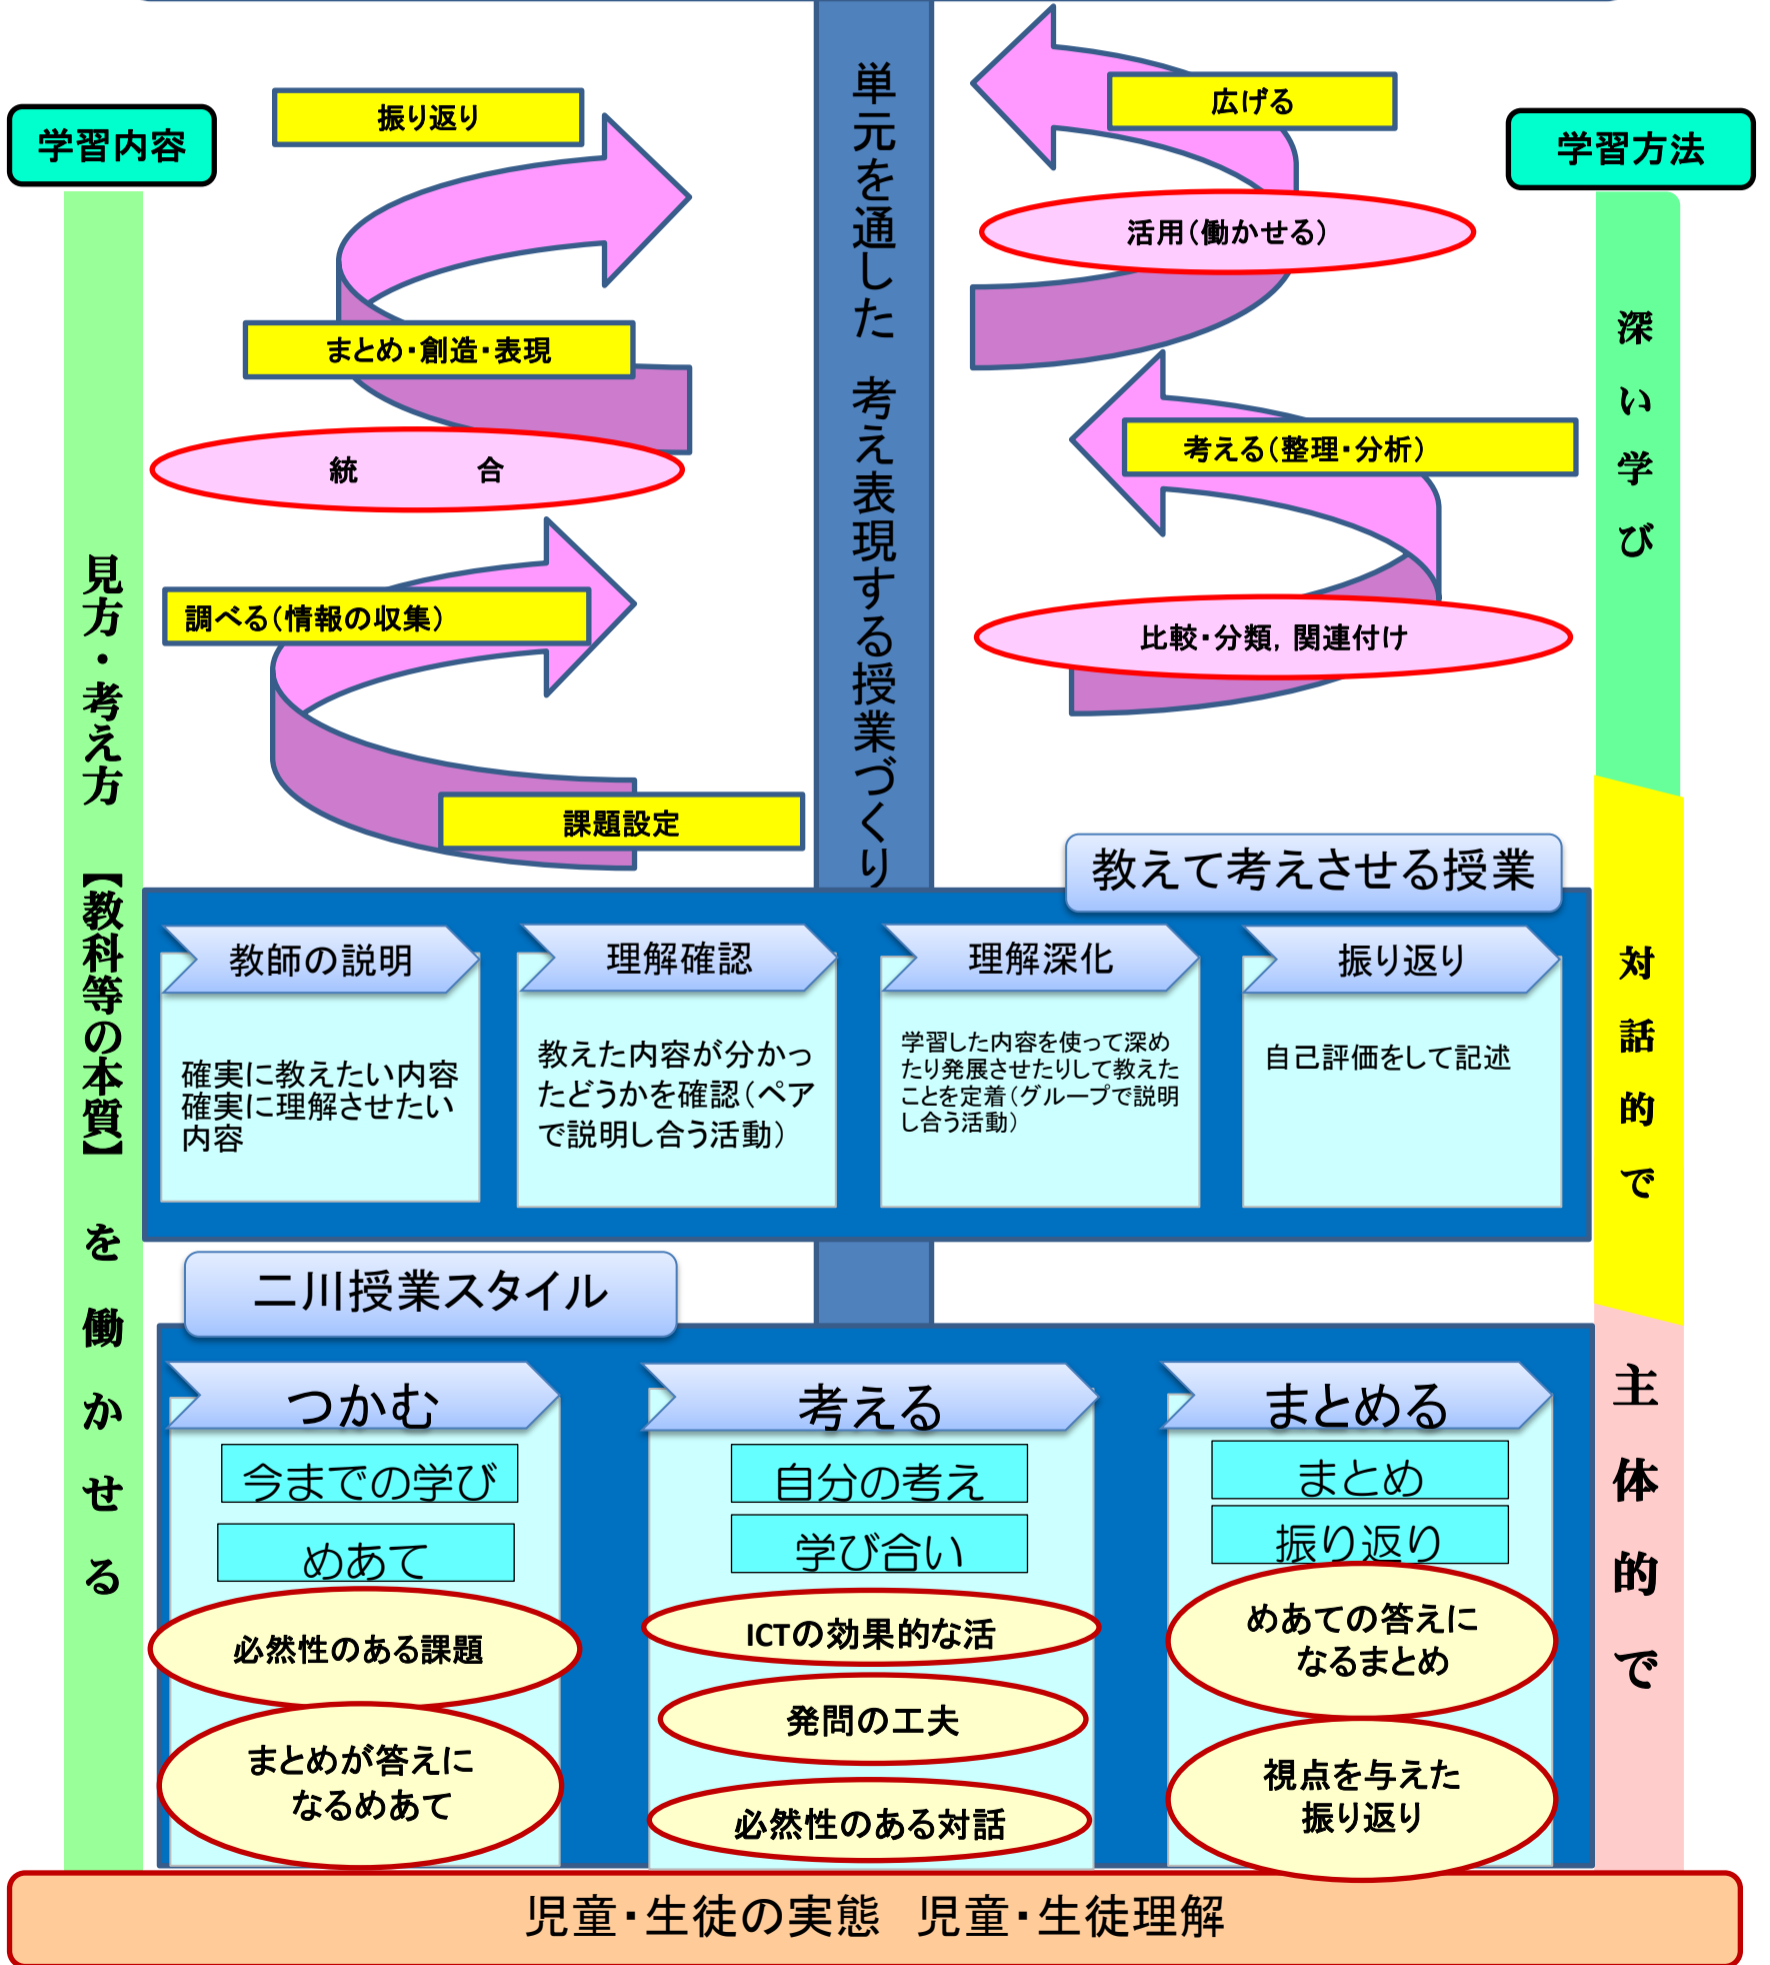 学習内容
学習方法
単元を通した　考え表現する授業づくり
振り返り
広げる
活用（働かせる）
まとめ・創造・表現
考える（整理・分析）
統　　　　合
調べる（情報の収集）
比較・分類，関連付け
課題設定
見方・考え方　【教科等の本質】　を働かせる
深い学び
対話的で
主体的で
教えて考えさせる授業
教師の説明
確実に教えたい内容
確実に理解させたい
内容
理解確認
教えた内容が分かっ
たどうかを確認（ペア
で説明し合う活動）
理解深化
学習した内容を使って深め
たり発展させたりして教えた
ことを定着（グループで説明
し合う活動）
振り返り
自己評価をして記述
二川授業スタイル
つかむ
今までの学び
めあて
必然性のある課題
まとめが答えに
なるめあて
考える
自分の考え
学び合い
ICTの効果的な活
発問の工夫
必然性のある対話
まとめる
まとめ
振り返り
めあての答えに
なるまとめ
視点を与えた
振り返り
児童・生徒の実態　児童・生徒理解